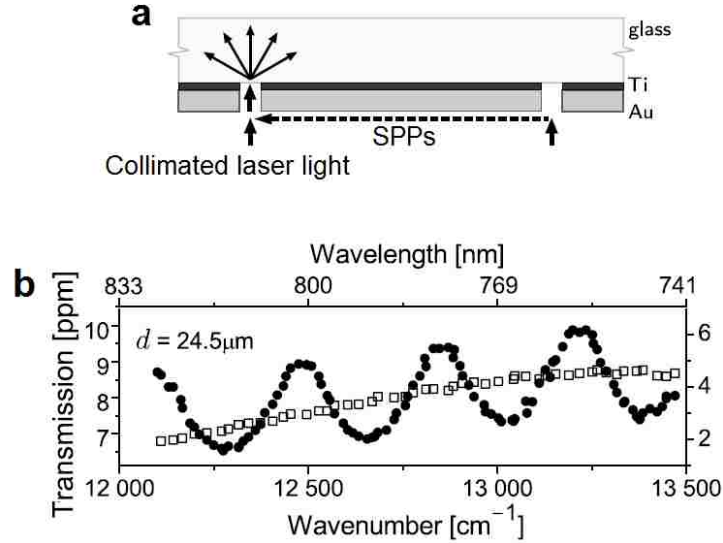 a
glass
Ti
Au
SPPs
Collimated laser light
b
Wavelength [nm]
833 800 769 741
Transmission [ppm]
10 9 8 7
d = 24.5μm
6 4 2
12 000 12 500 13 000 13 500
Wavenumber [cm⁻¹]